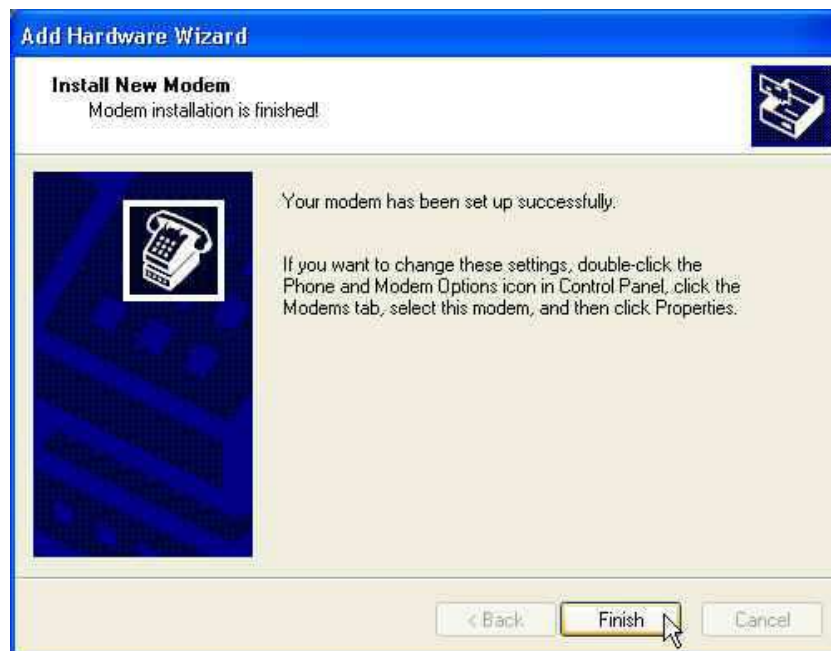 Add Hardware Wizard
Install New Modem
Modem installation is finished!
Your modem has been set up successfully.
If you want to change these settings, double-click the
Phone and Modem Options icon in Control Panel, click the
Modems tab, select this modem, and then click Properties.
< Back
Finish
Cancel